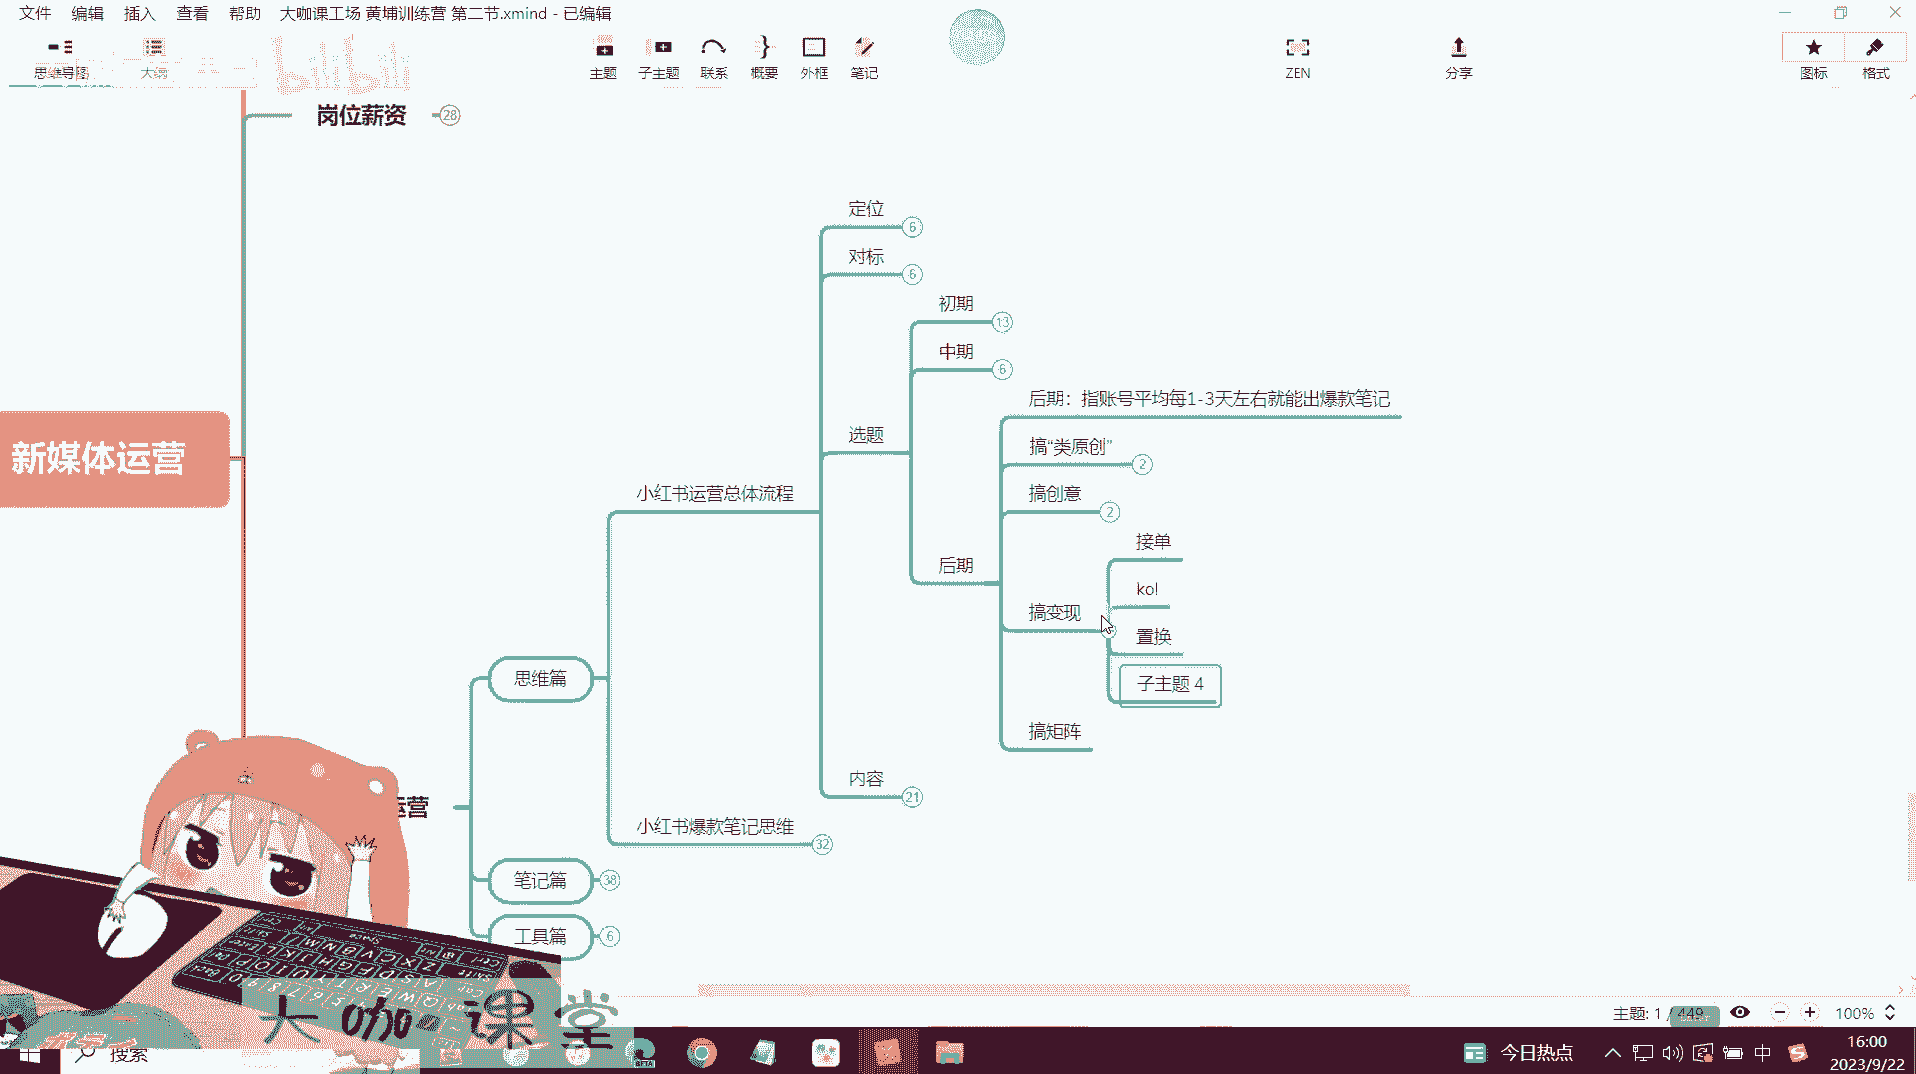 文件 编辑 插入 查看 帮助 大咖课工场 黄埔训练营 第二节.xmind - 已编辑
思维导图 大纲 主题 子主题 联系 概要 外框 笔记 ZEN 分享 图标 格式
bilibili
岗位薪资 28
定位 6
对标 6
初期 13
中期 6
后期：指账号平均每1-3天左右就能出爆款笔记
选题
搞“类原创” 2
新媒体运营
小红书运营总体流程
搞创意 2
接单
后期
kol
搞变现
置换
思维篇
子主题 4
搞矩阵
内容 21
运营
小红书爆款笔记思维 32
笔记篇 38
工具篇 6
大咖课堂
主题: 1 / 449 100%
搜索
BETA
今日热点
中
16:00
2023/9/22